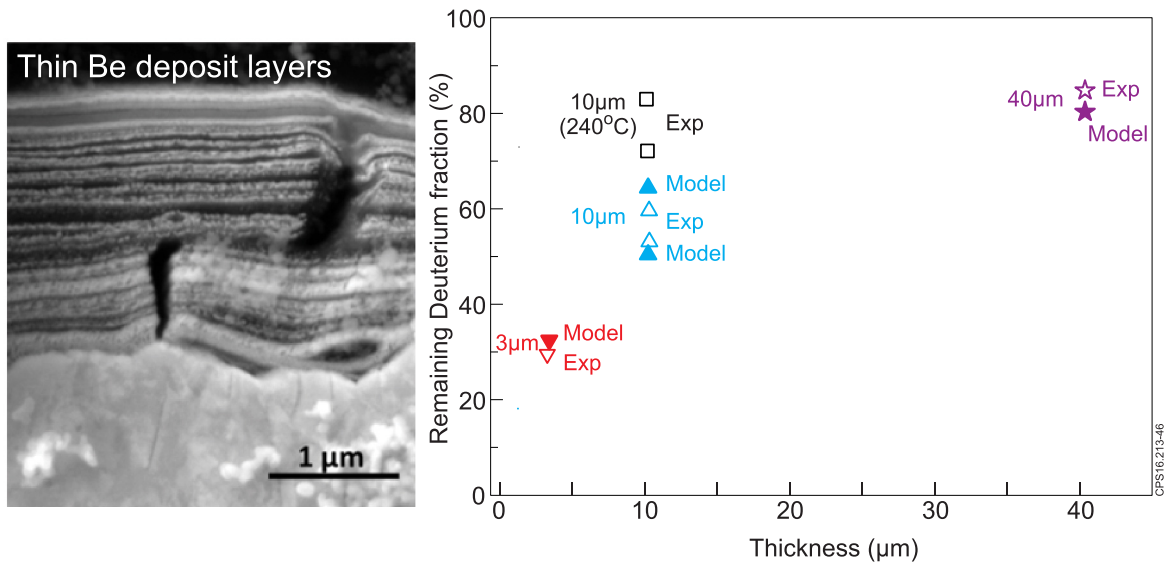 Thin Be deposit layers
1 µm
Remaining Deuterium fraction (%)
100
80
60
40
20
0
0
10
20
30
40
Thickness (µm)
10µm
(240°C)
Exp
Model
10µm
Exp
Model
3µm
Model
Exp
40µm
Exp
Model
CPS16.213-46